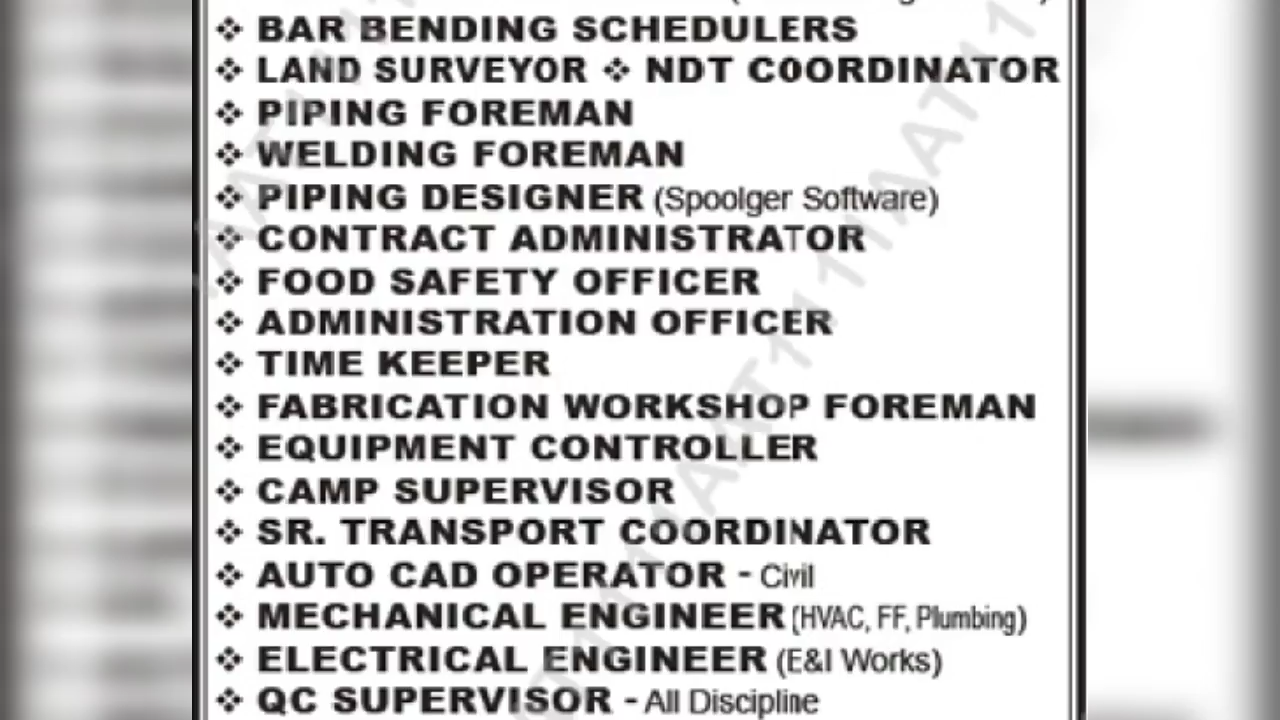 ❖ BAR BENDING SCHEDULERS
❖ LAND SURVEYOR ❖ NDT COORDINATOR
❖ PIPING FOREMAN
❖ WELDING FOREMAN
❖ PIPING DESIGNER (Spoolger Software)
❖ CONTRACT ADMINISTRATOR
❖ FOOD SAFETY OFFICER
❖ ADMINISTRATION OFFICER
❖ TIME KEEPER
❖ FABRICATION WORKSHOP FOREMAN
❖ EQUIPMENT CONTROLLER
❖ CAMP SUPERVISOR
❖ SR. TRANSPORT COORDINATOR
❖ AUTO CAD OPERATOR - Civil
❖ MECHANICAL ENGINEER (HVAC, FF, Plumbing)
❖ ELECTRICAL ENGINEER (E&I Works)
❖ QC SUPERVISOR - All Discipline